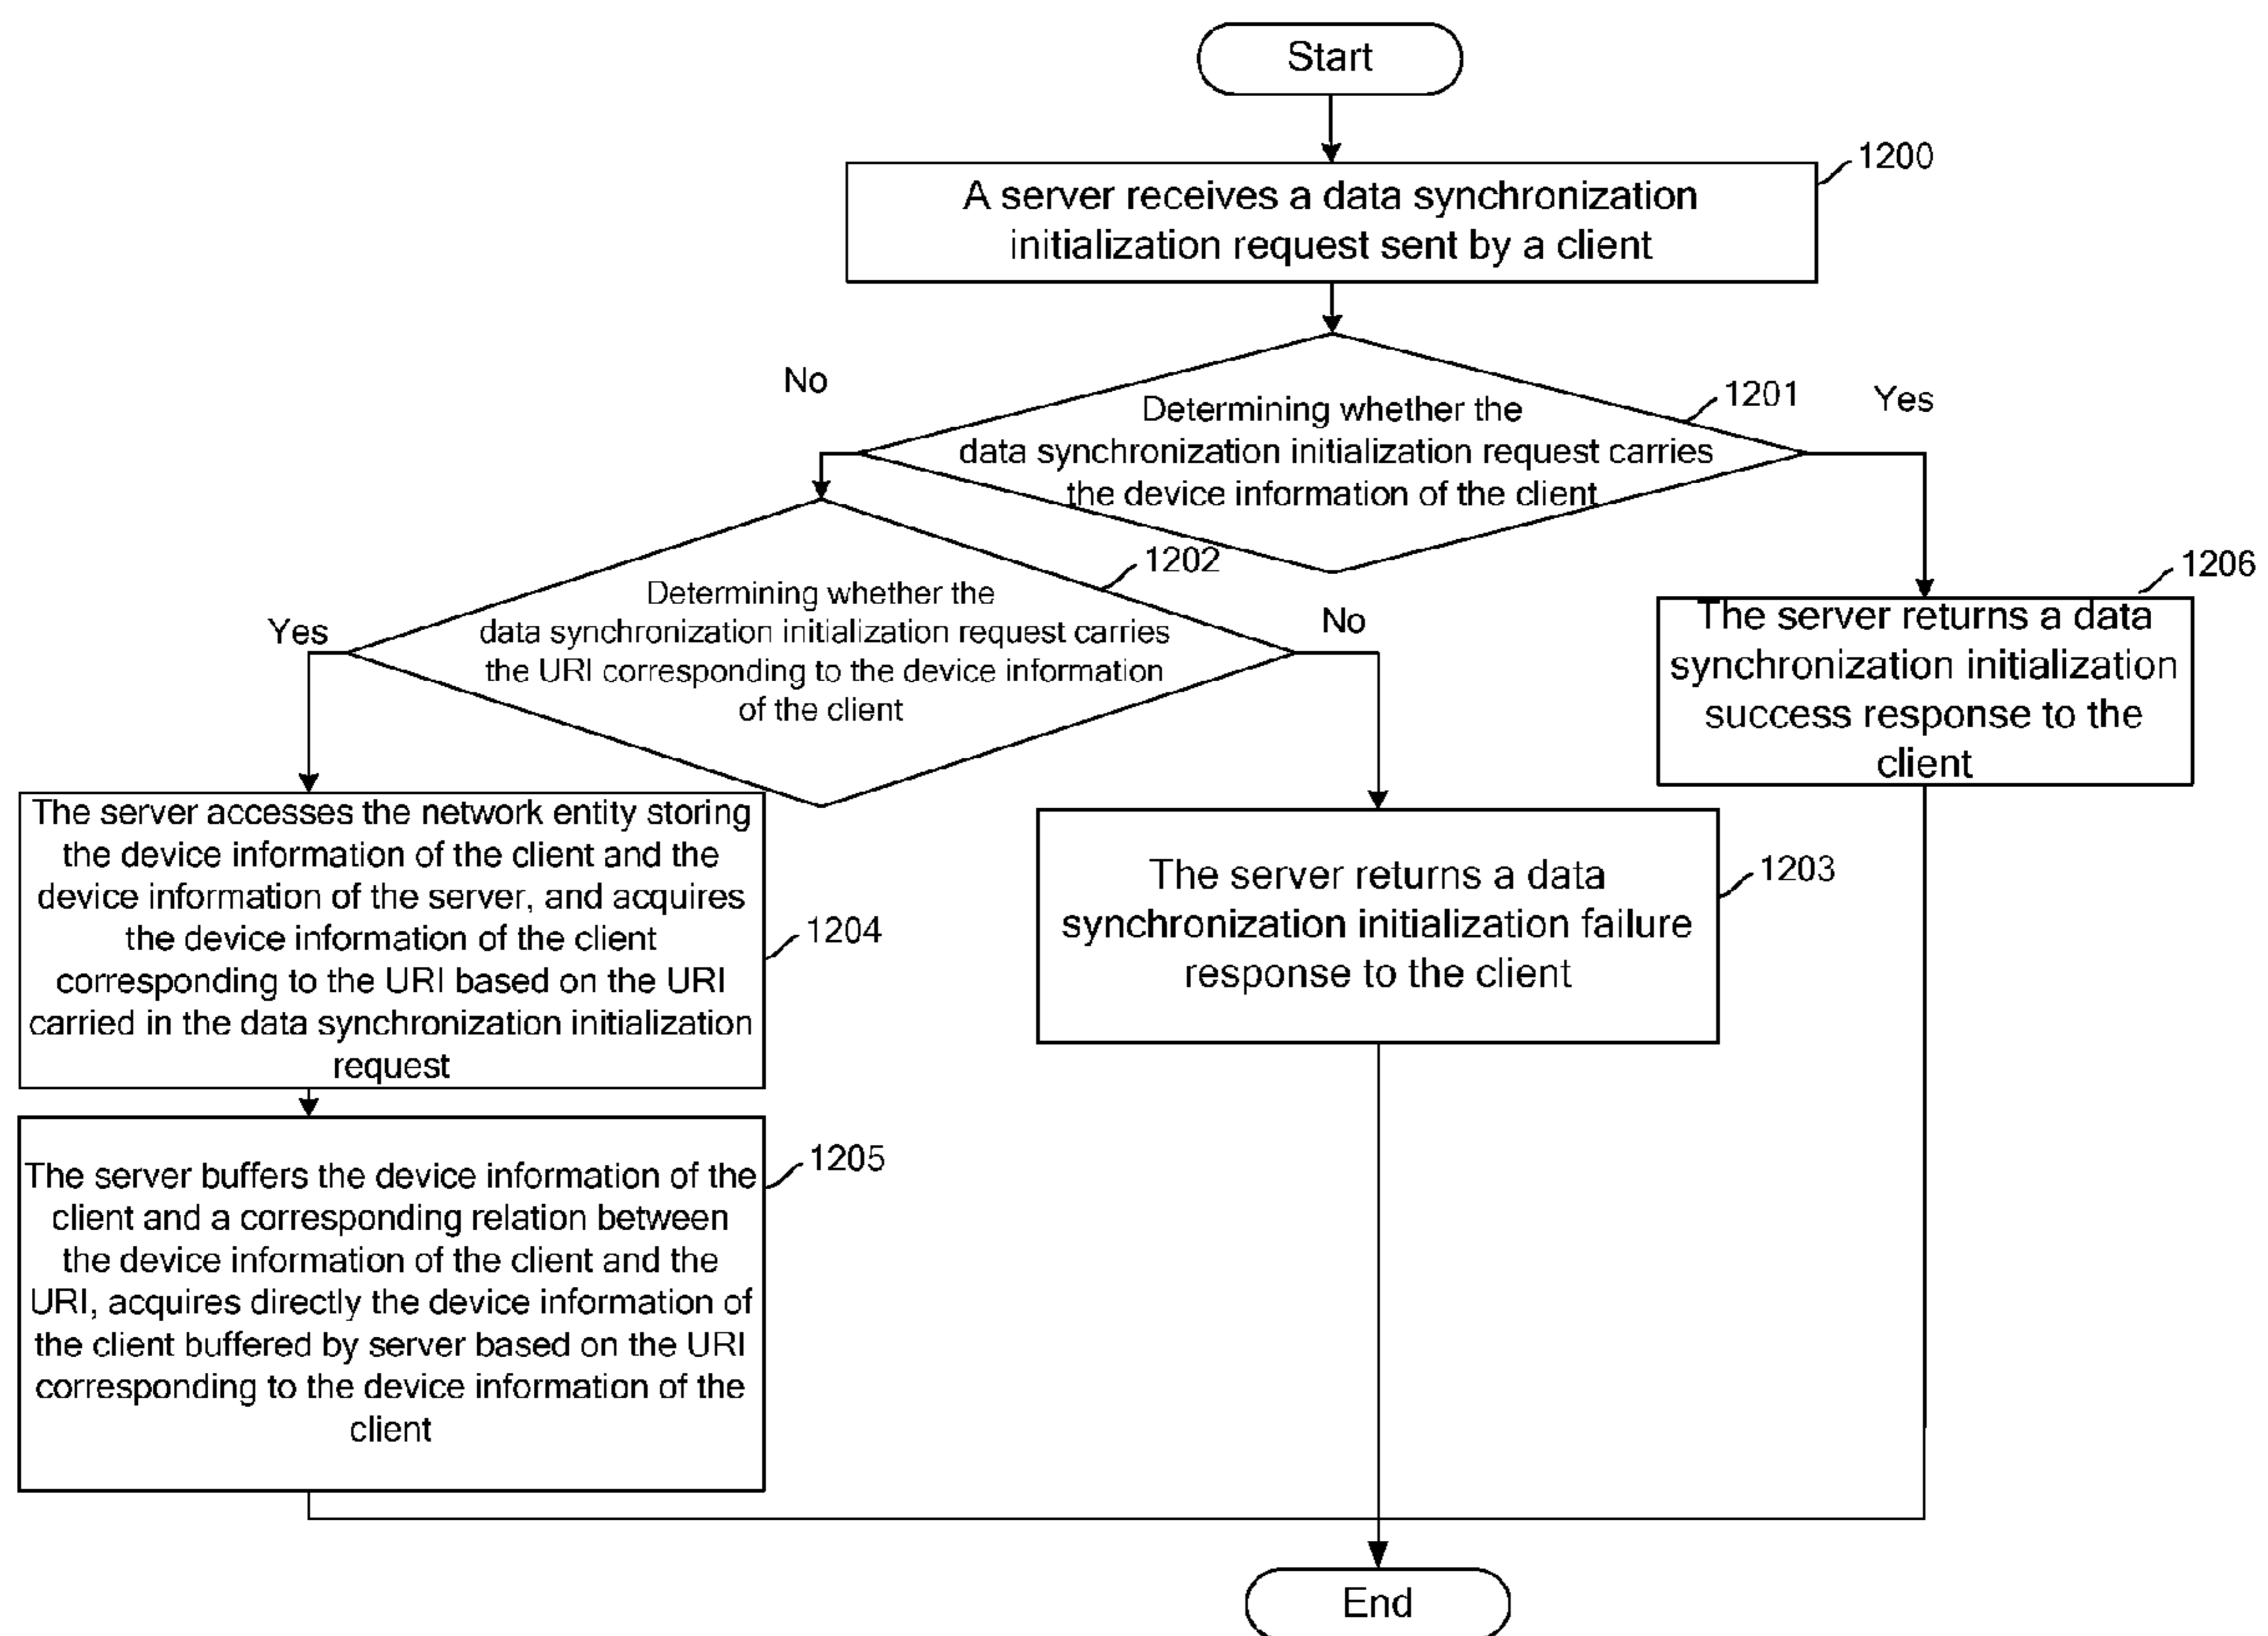 Start
1200
A server receives a data synchronization
initialization request sent by a client
No
1201
Yes
Determining whether the
data synchronization initialization request carries
the device information of the client
1202
1206
Determining whether the
data synchronization initialization request carries
the URI corresponding to the device information
of the client
Yes
No
The server returns a data
synchronization initialization
success response to the
client
The server accesses the network entity storing
the device information of the client and the
device information of the server, and acquires
the device information of the client
corresponding to the URI based on the URI
carried in the data synchronization initialization
request
1204
The server returns a data
synchronization initialization failure
response to the client
1203
The server buffers the device information of the
client and a corresponding relation between
the device information of the client and the
URI, acquires directly the device information of
the client buffered by server based on the URI
corresponding to the device information of the
client
1205
End